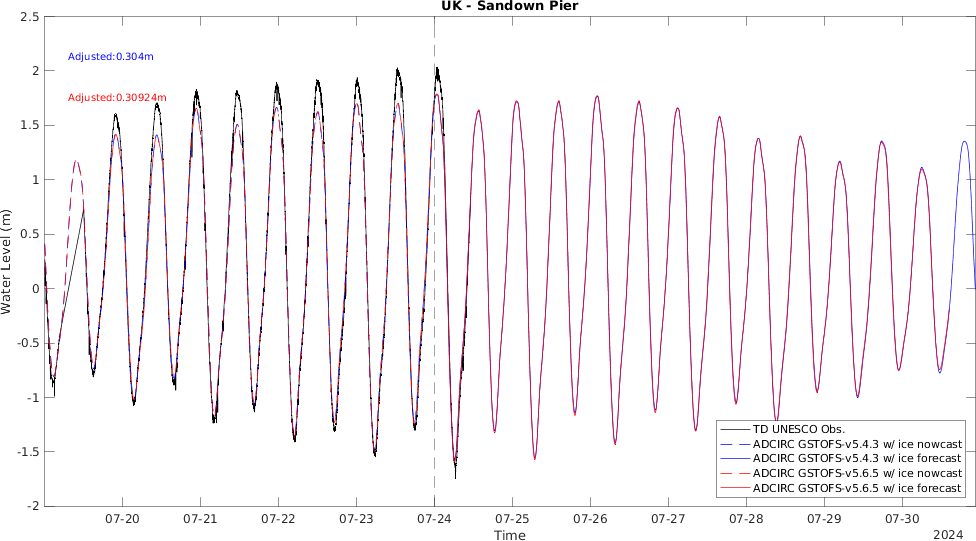 UK - Sandown Pier
Adjusted:0.304m
Adjusted:0.30924m
Water Level (m)
2.5
2
1.5
1
0.5
0
-0.5
-1
-1.5
-2
TD UNESCO Obs.
ADCIRC GSTOFS-v5.4.3 w/ ice nowcast
ADCIRC GSTOFS-v5.4.3 w/ ice forecast
ADCIRC GSTOFS-v5.6.5 w/ ice nowcast
ADCIRC GSTOFS-v5.6.5 w/ ice forecast
07-20 07-21 07-22 07-23 07-24 07-25 07-26 07-27 07-28 07-29 07-30
Time
2024